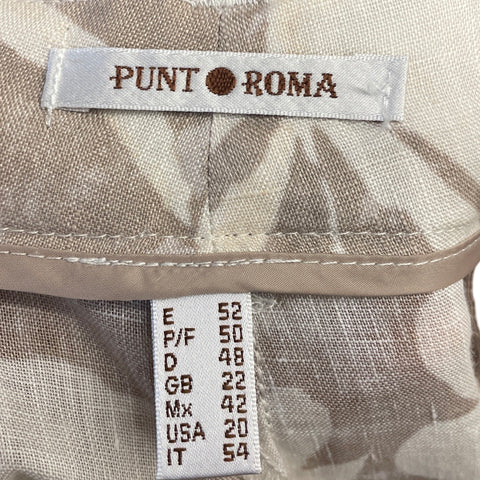 PUNT ROMA
E 52
P/F 50
D 48
GB 22
Mx 42
USA 20
IT 54